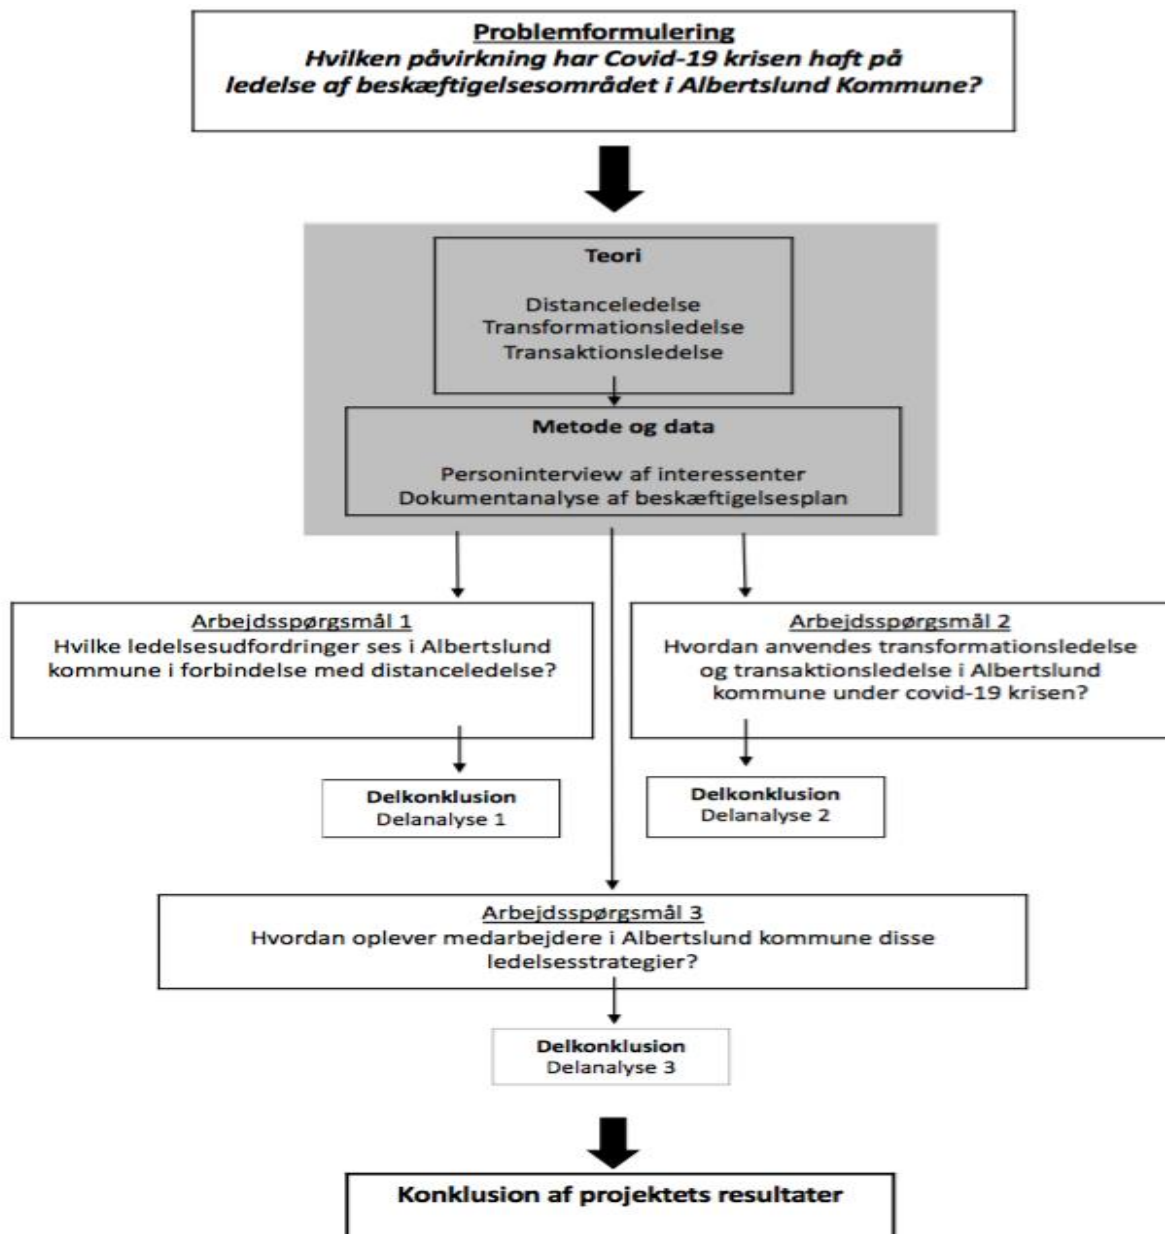 Problemformulering
Hvilken påvirkning har Covid-19 krisen haft på
ledelse af beskæftigelsesområdet i Albertslund Kommune?
Teori
Distanceledelse
Transformationsledelse
Transaktionsledelse
Metode og data
Personinterview af interessenter
Dokumentanalyse af beskæftigelsesplan
Arbejdsspørgsmål 1
Hvilke ledelsesudfordringer ses i Albertslund
kommune i forbindelse med distanceledelse?
Arbejdsspørgsmål 2
Hvordan anvendes transformationsledelse
og transaktionsledelse i Albertslund
kommune under covid-19 krisen?
Delkonklusion
Delanalyse 1
Delkonklusion
Delanalyse 2
Arbejdsspørgsmål 3
Hvordan oplever medarbejdere i Albertslund kommune disse
ledelsesstrategier?
Delkonklusion
Delanalyse 3
Konklusion af projektets resultater